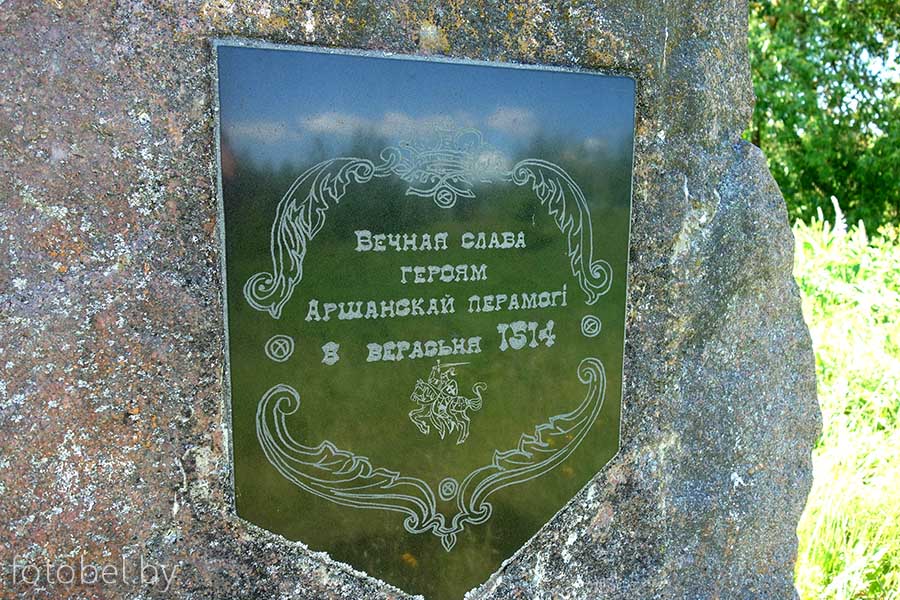 Вечная слава
героям
Аршанскай перамогі
8 верасьня 1514
fotobel.by